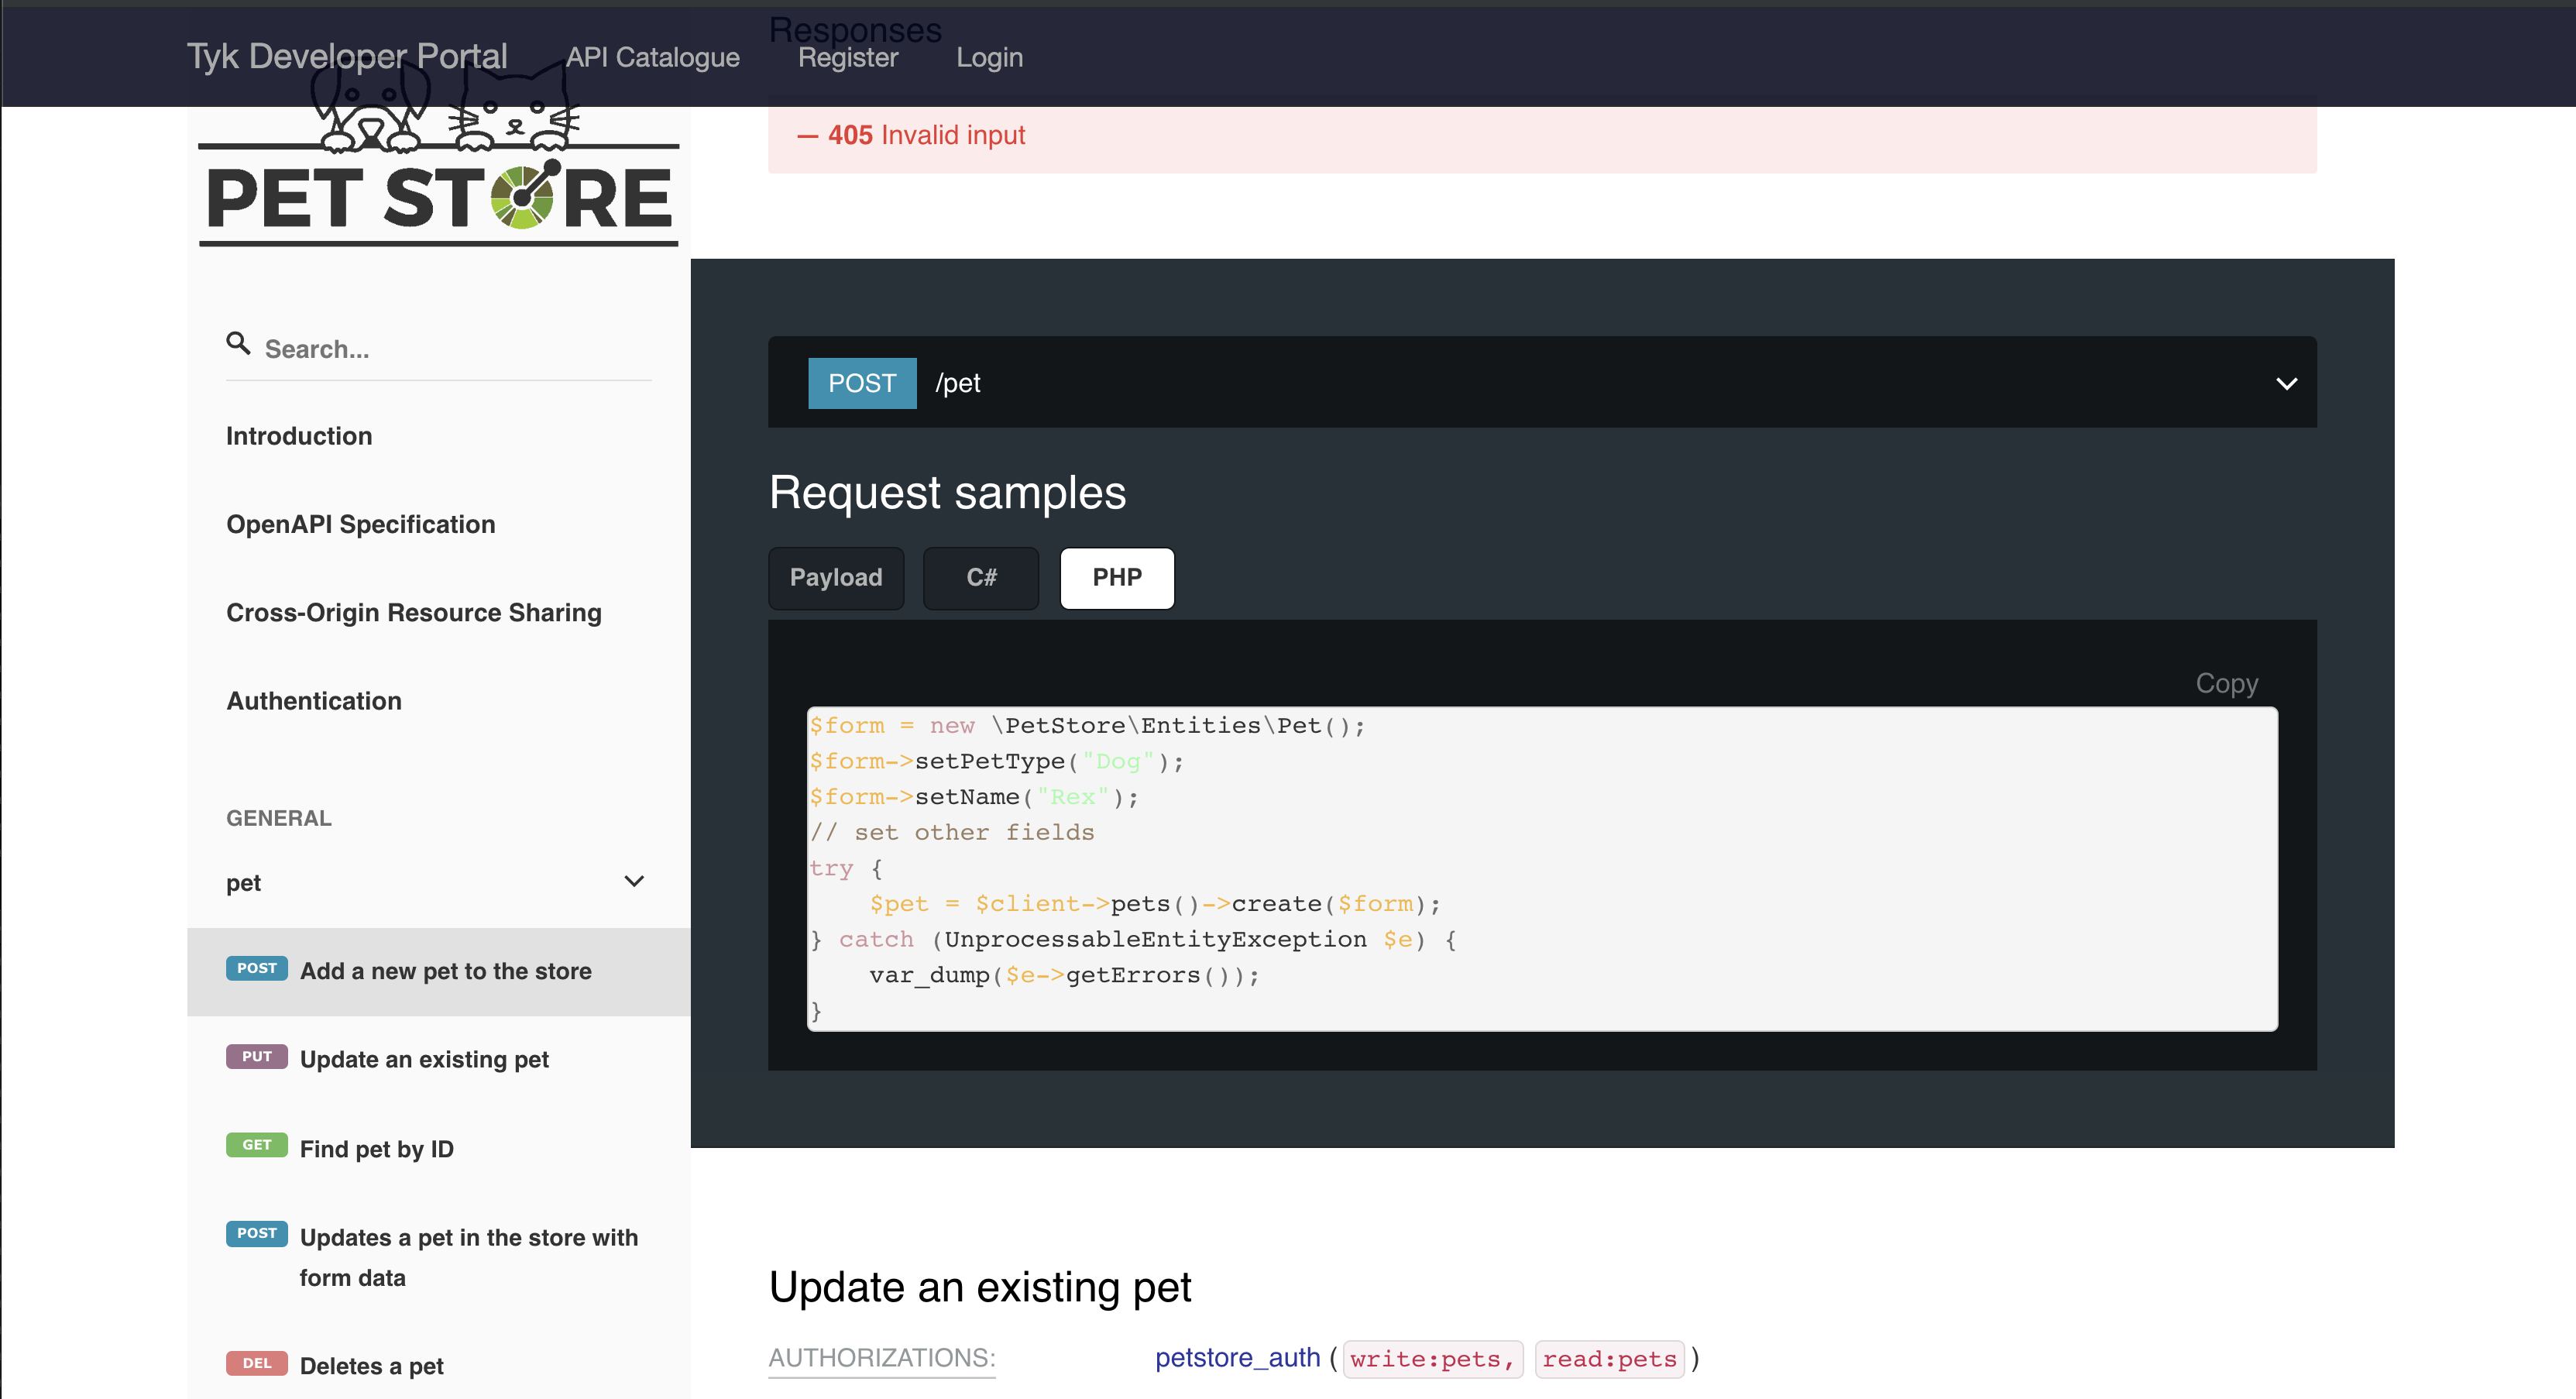 Tyk Developer Portal
API Catalogue
Register
Login
PET STORE
Search...
Introduction
OpenAPI Specification
Cross-Origin Resource Sharing
Authentication
GENERAL
pet
POST Add a new pet to the store
PUT Update an existing pet
GET Find pet by ID
POST Updates a pet in the store with
form data
DEL Deletes a pet
Responses
— 405 Invalid input
POST /pet
Request samples
Payload
C#
PHP
Copy
$form = new \PetStore\Entities\Pet();
$form->setPetType("Dog");
$form->setName("Rex");
// set other fields
try {
    $pet = $client->pets()->create($form);
} catch (UnprocessableEntityException $e) {
    var_dump($e->getErrors());
}
Update an existing pet
AUTHORIZATIONS: petstore_auth ( write:pets, read:pets )